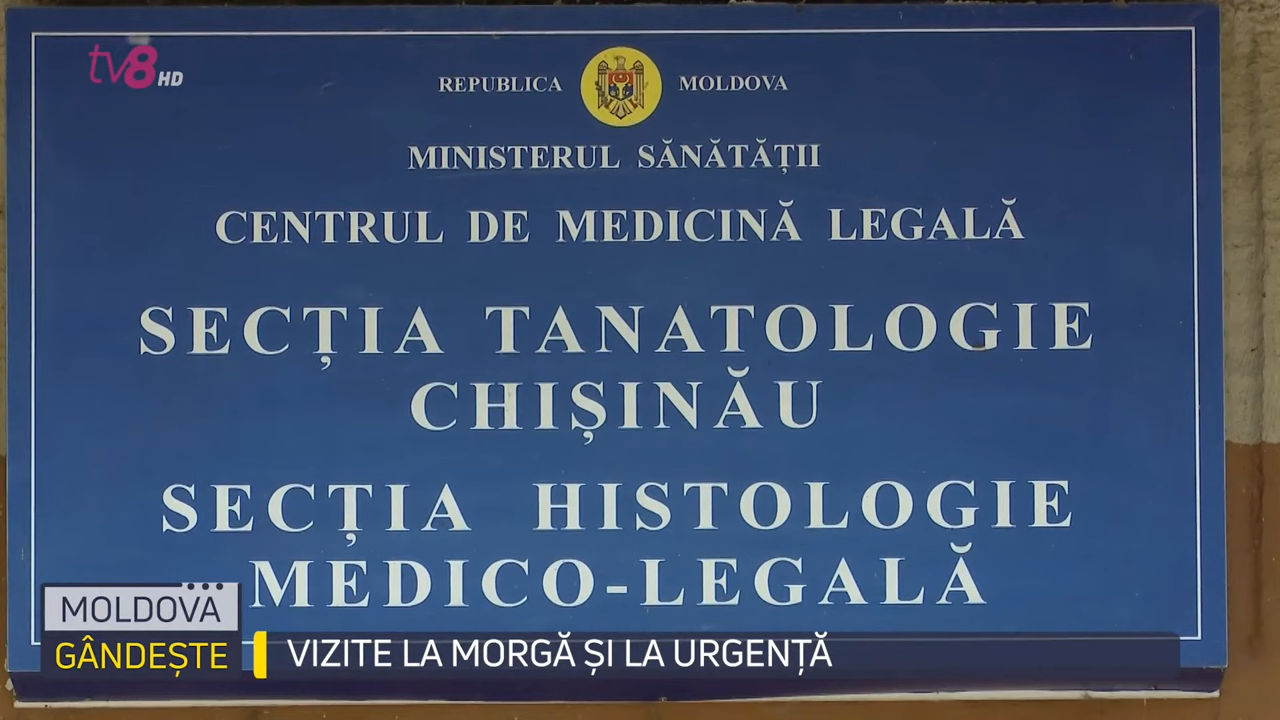 tv8 HD
REPUBLICA MOLDOVA
MINISTERUL SĂNĂTĂȚII
CENTRUL DE MEDICINĂ LEGALĂ
SECȚIA TANATOLOGIE
CHIȘINĂU
SECȚIA HISTOLOGIE
MEDICO-LEGALĂ
MOLDOVA
GÂNDEȘTE
VIZITE LA MORGĂ ȘI LA URGENȚĂ